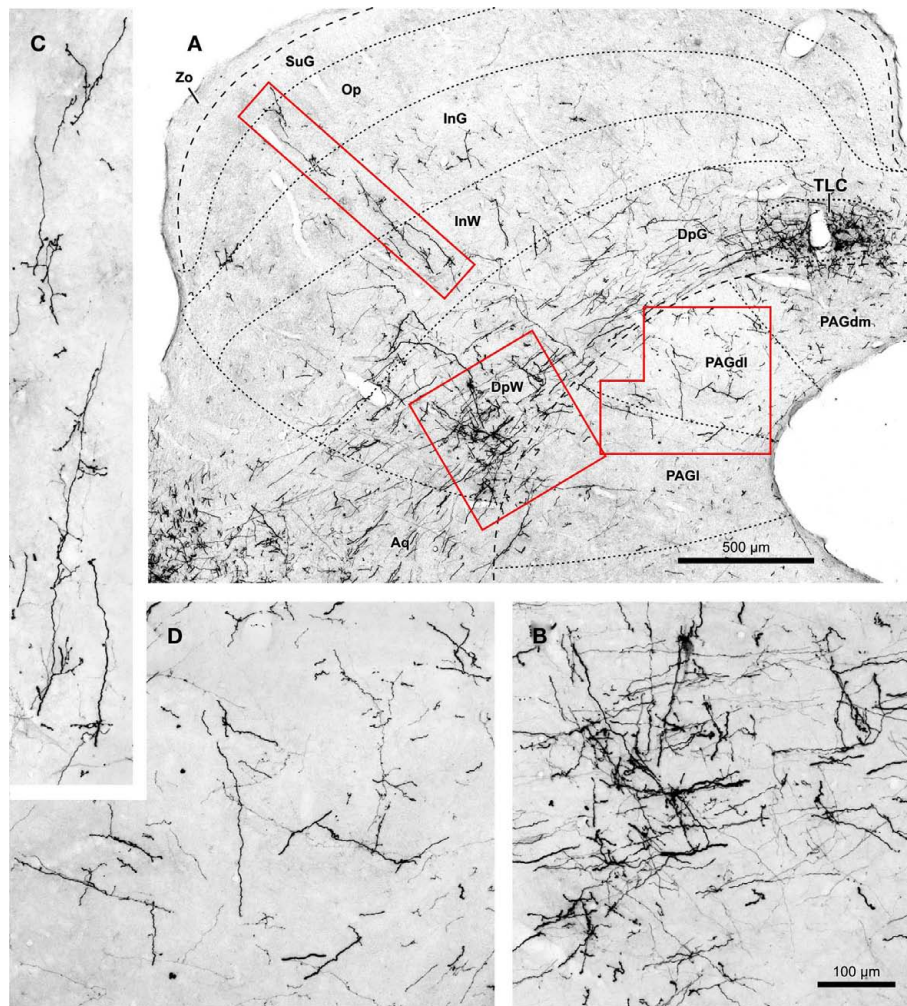 C
A
Zo
SuG
Op
InG
InW
TLC
DpG
PAGdm
PAGdl
DpW
PAGl
Aq
500 µm
D
B
100 µm